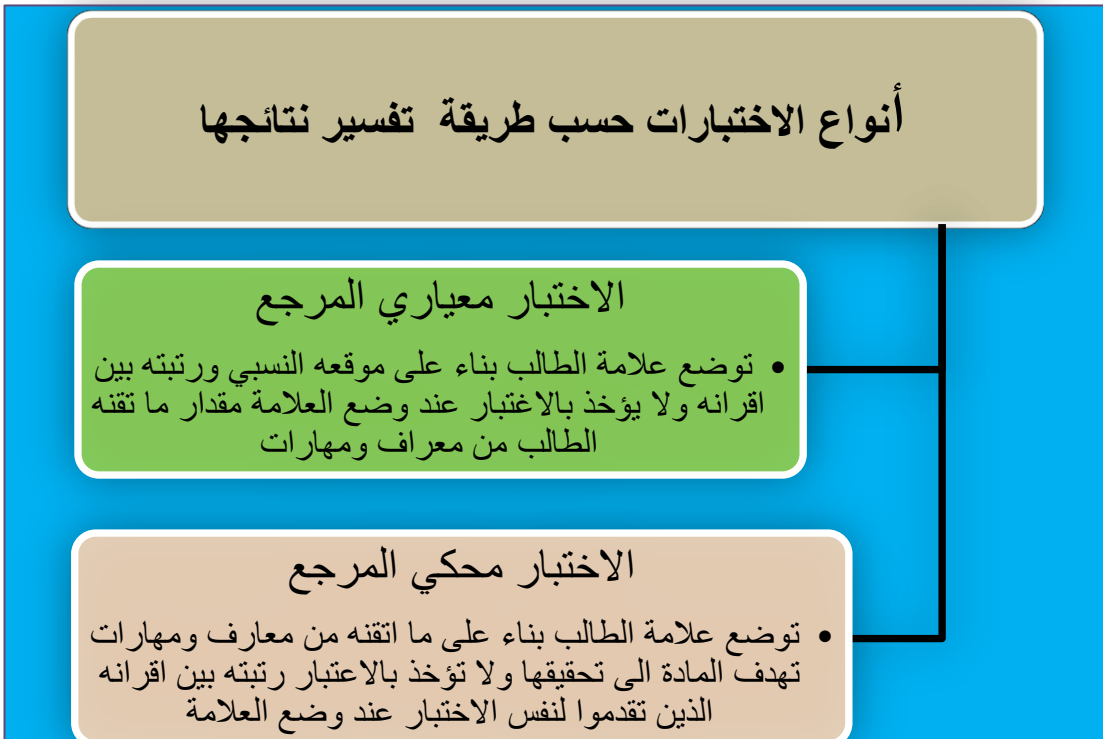 أنواع الاختبارات حسب طريقة تفسير نتائجها
الاختبار معياري المرجع
• توضع علامة الطالب بناء على موقعه النسبي ورتبته بين
اقرانه ولا يؤخذ بالاغتبار عند وضع العلامة مقدار ما تقنه
الطالب من معراف ومهارات
الاختبار محكي المرجع
• توضع علامة الطالب بناء على ما اتقنه من معارف ومهارات
تهدف المادة الى تحقيقها ولا تؤخذ بالاعتبار رتبته بين اقرانه
الذين تقدموا لنفس الاختبار عند وضع العلامة